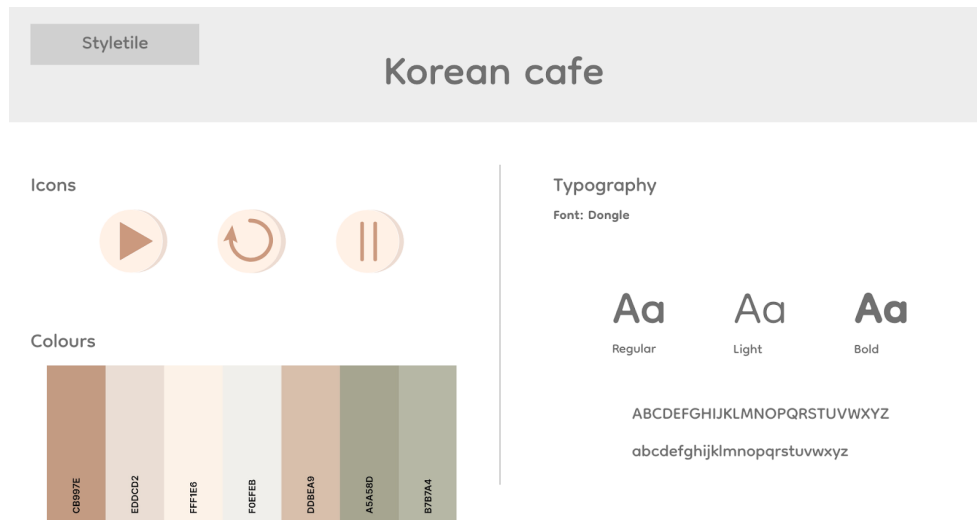 Styletile
Korean cafe
Icons
Colours
CB997E
EDDCD2
FFF1E6
F0EFEB
DDBEA9
A5A58D
B7B7A4
Typography
Font: Dongle
Aa
Aa
Aa
Regular
Light
Bold
ABCDEFGHIJKLMNOPQRSTUVWXYZ
abcdefghijklmnopqrstuvwxyz